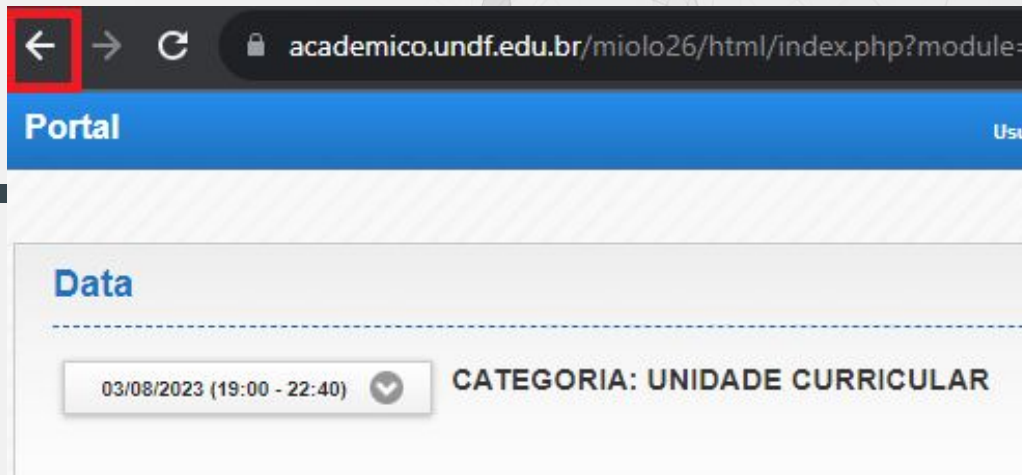 academico.undf.edu.br/miolo26/html/index.php?module=
Portal
Data
03/08/2023 (19:00 - 22:40)
CATEGORIA: UNIDADE CURRICULAR